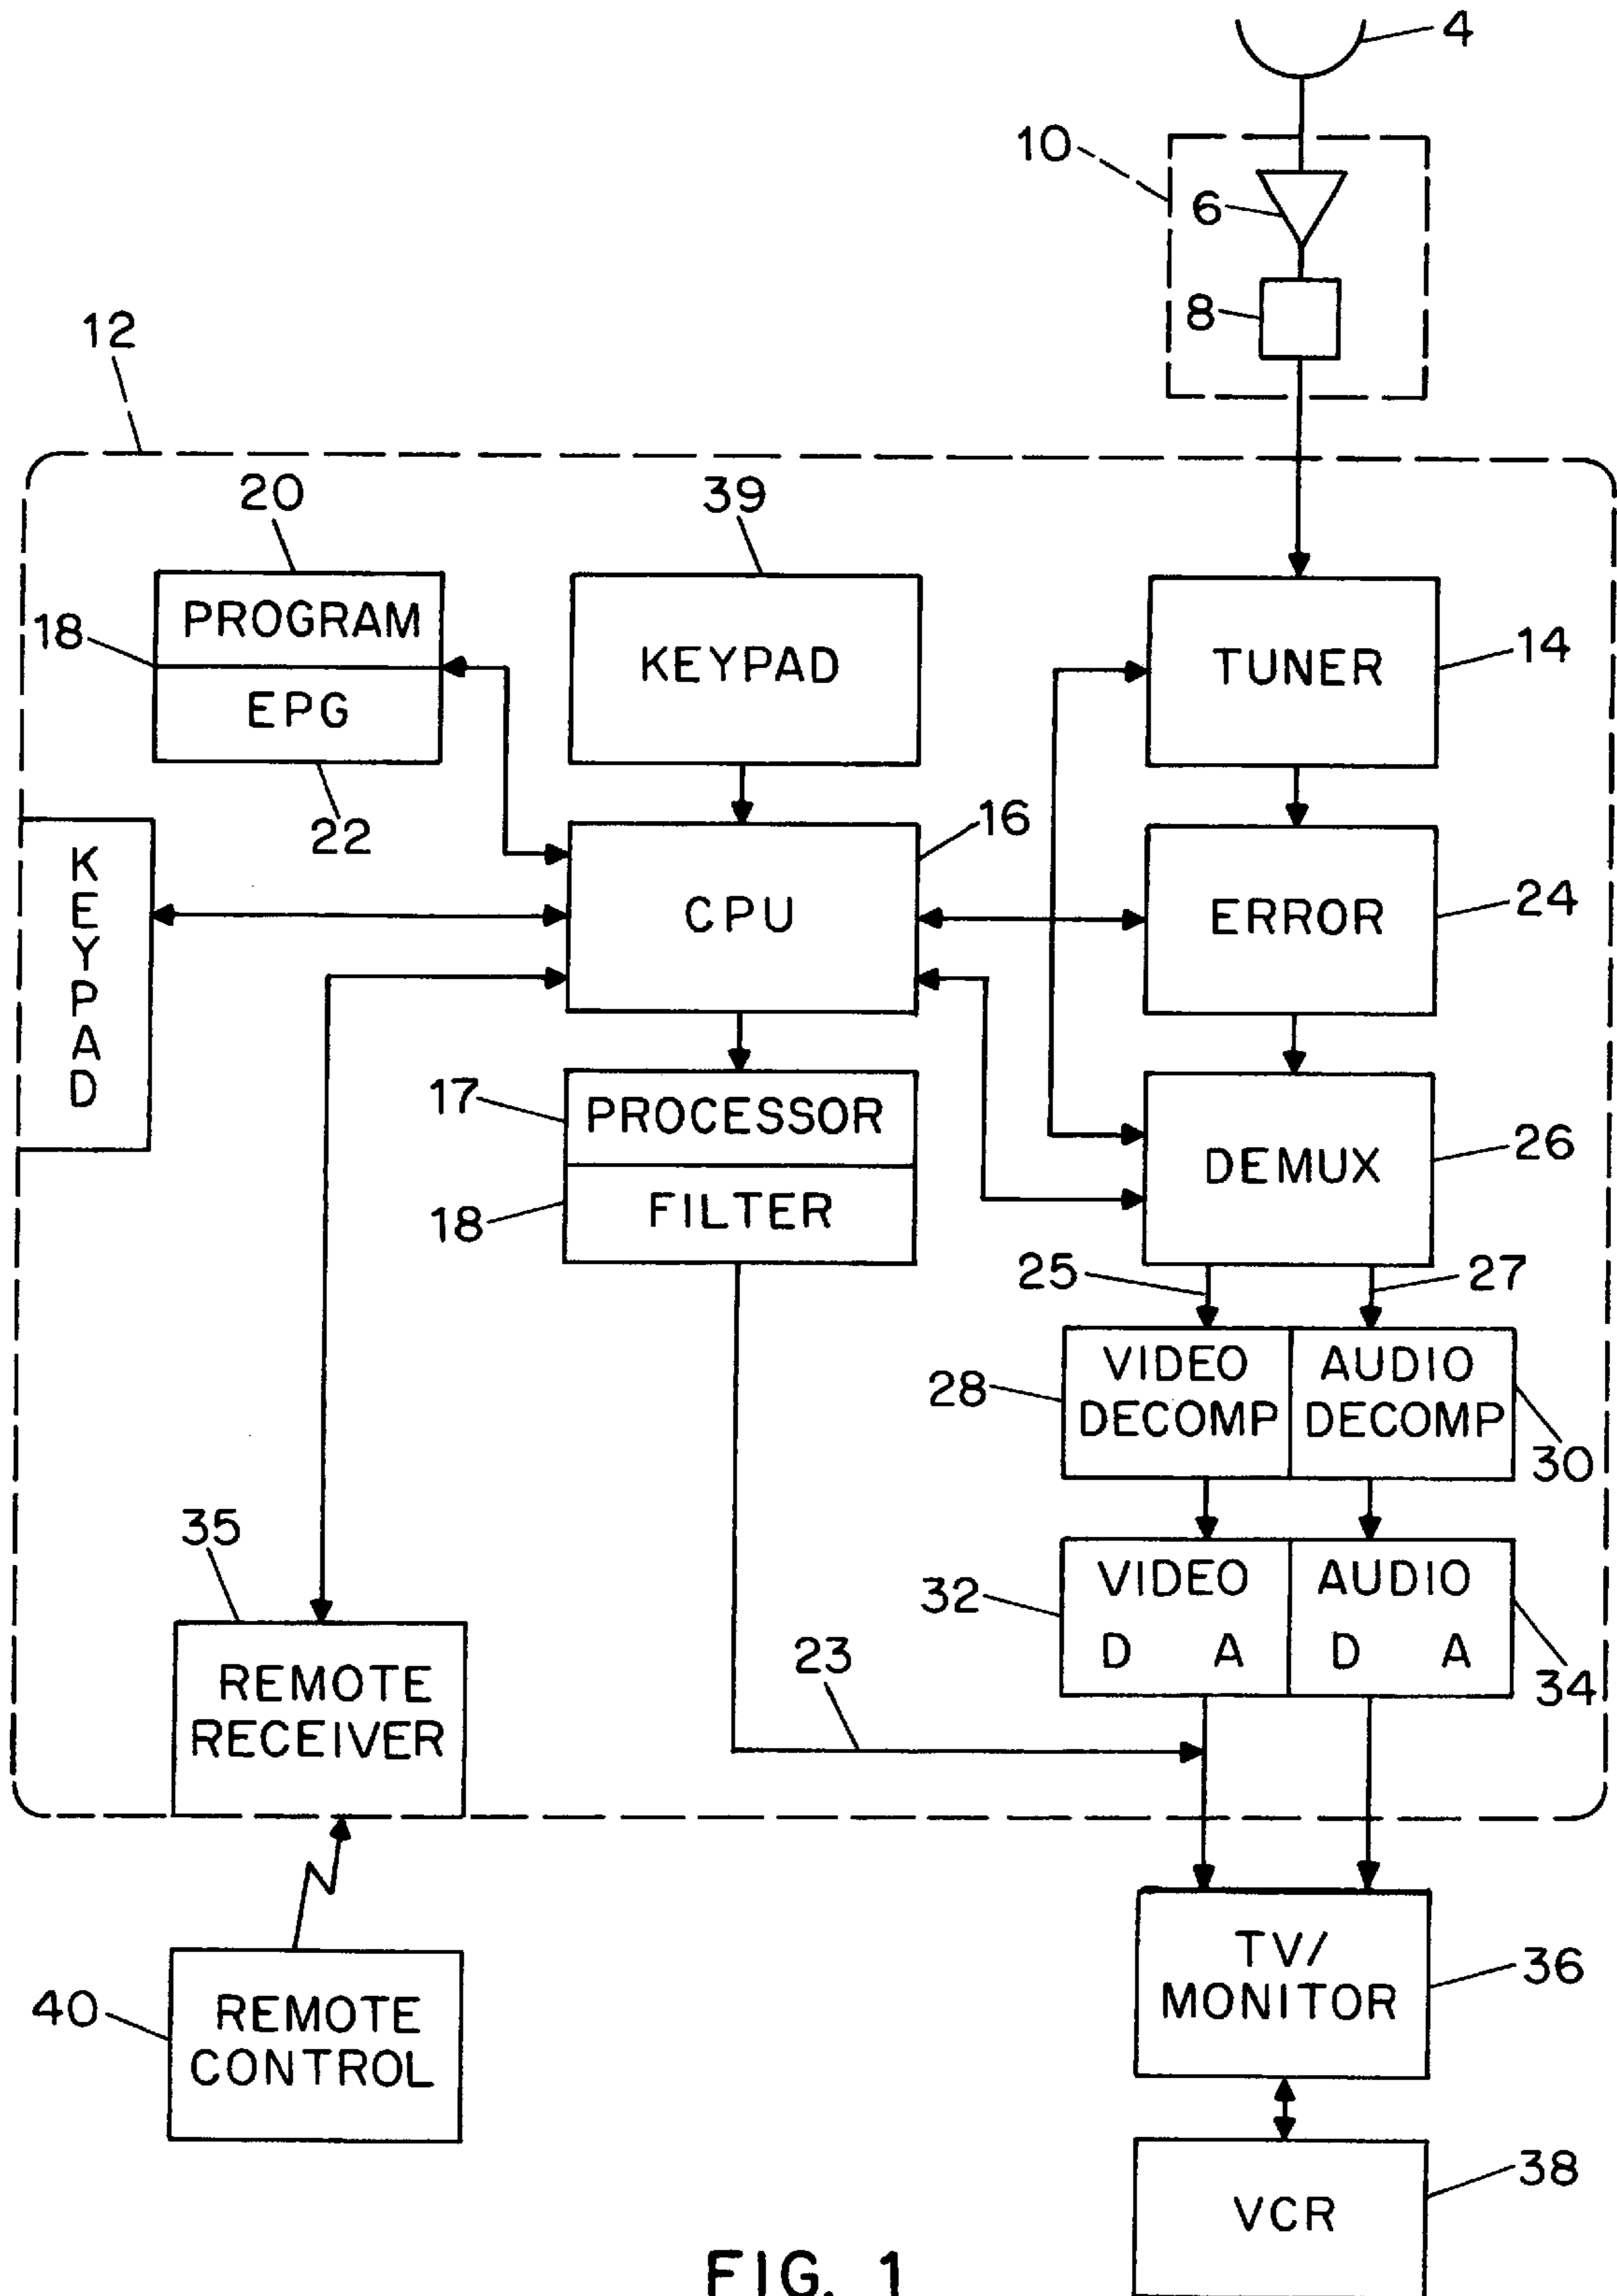 4
10
6
8
12
20
39
PROGRAM
18
KEYPAD
TUNER
14
EPG
22
16
KEYPAD
CPU
ERROR
24
17
PROCESSOR
DEMUX
26
18
FILTER
25
27
VIDEO
DECOMP
AUDIO
DECOMP
28
30
35
VIDEO
D A
AUDIO
D A
32
34
23
REMOTE
RECEIVER
TV/
MONITOR
36
40
REMOTE
CONTROL
VCR
38
FIG. 1